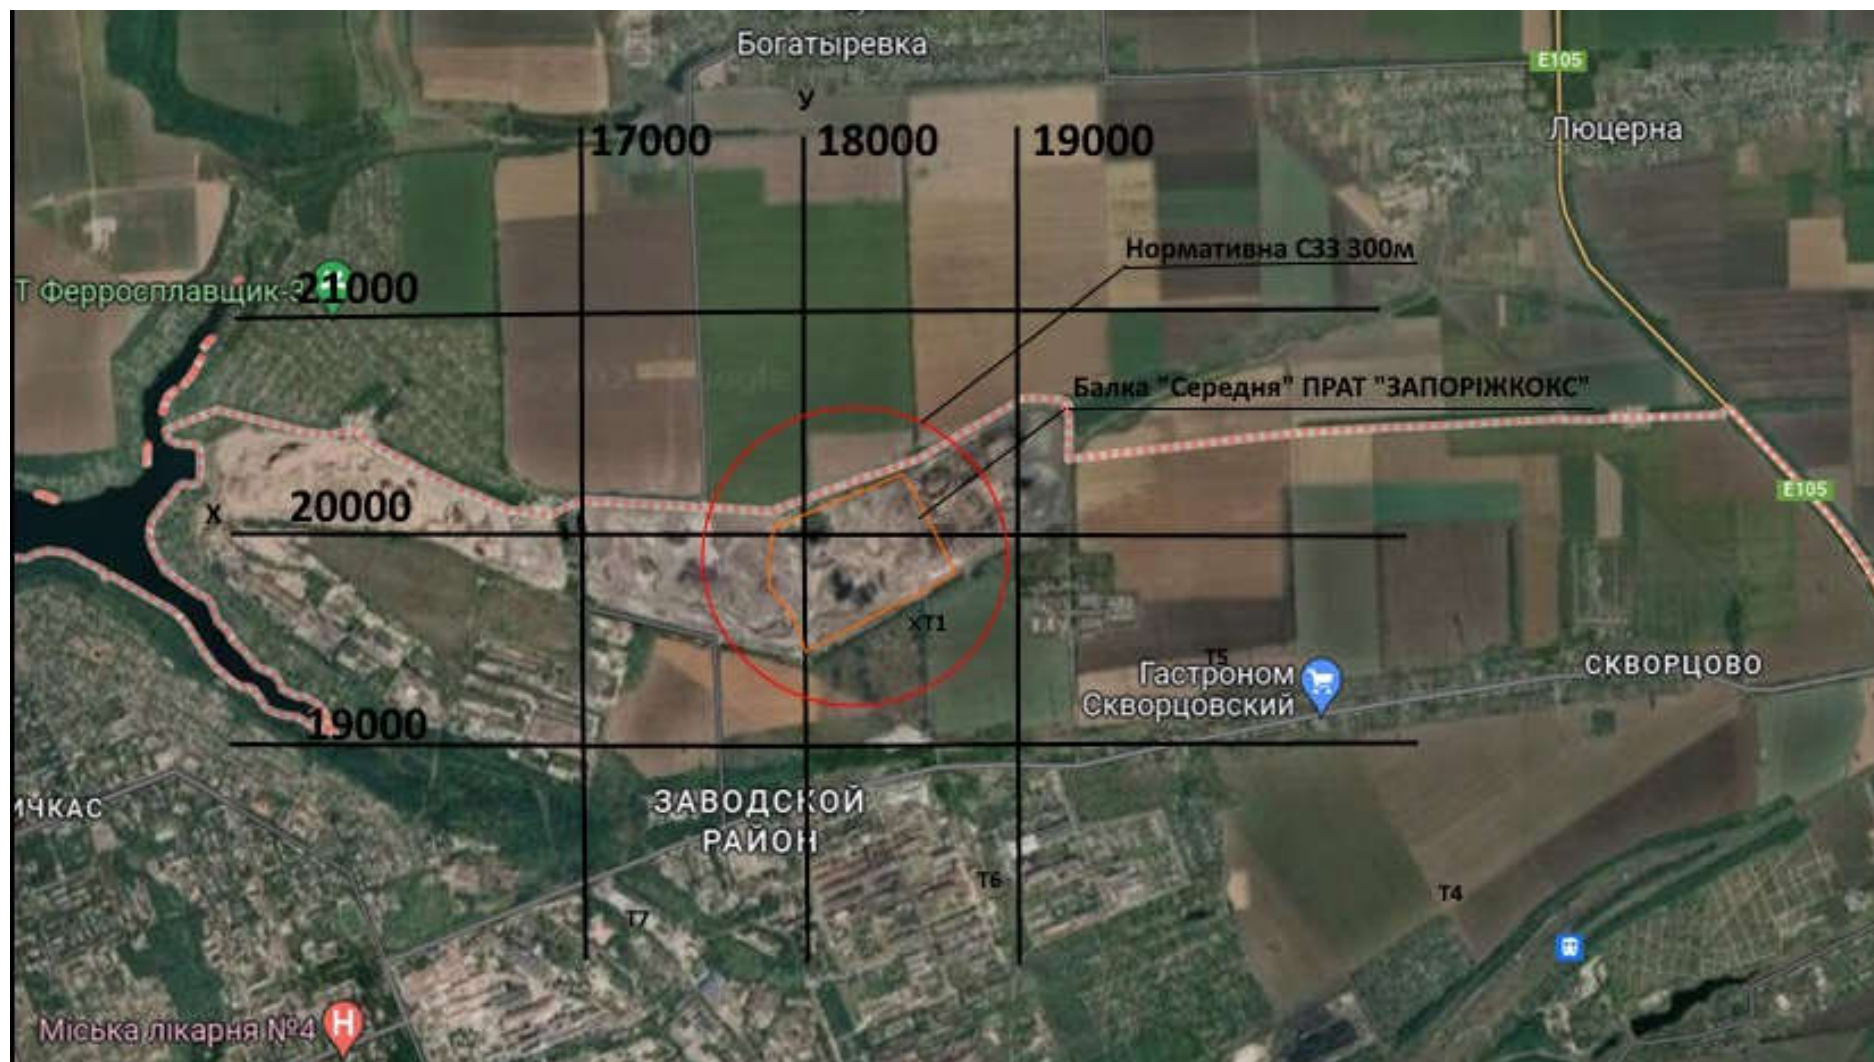 Богатыревка
E105
У
17000
18000
19000
Люцерна
Нормативна СЗЗ 300м
Т Ферросплавщик-3
21000
Балка "Середня" ПРАТ "ЗАПОРІЖКОКС"
Х
20000
E105
хТ1
Т5
Гастроном
Скворцовский
СКВОРЦОВО
19000
ИЧКАС
ЗАВОДСКОЙ
РАЙОН
Т6
Т4
Т7
Міська лікарня №4
H